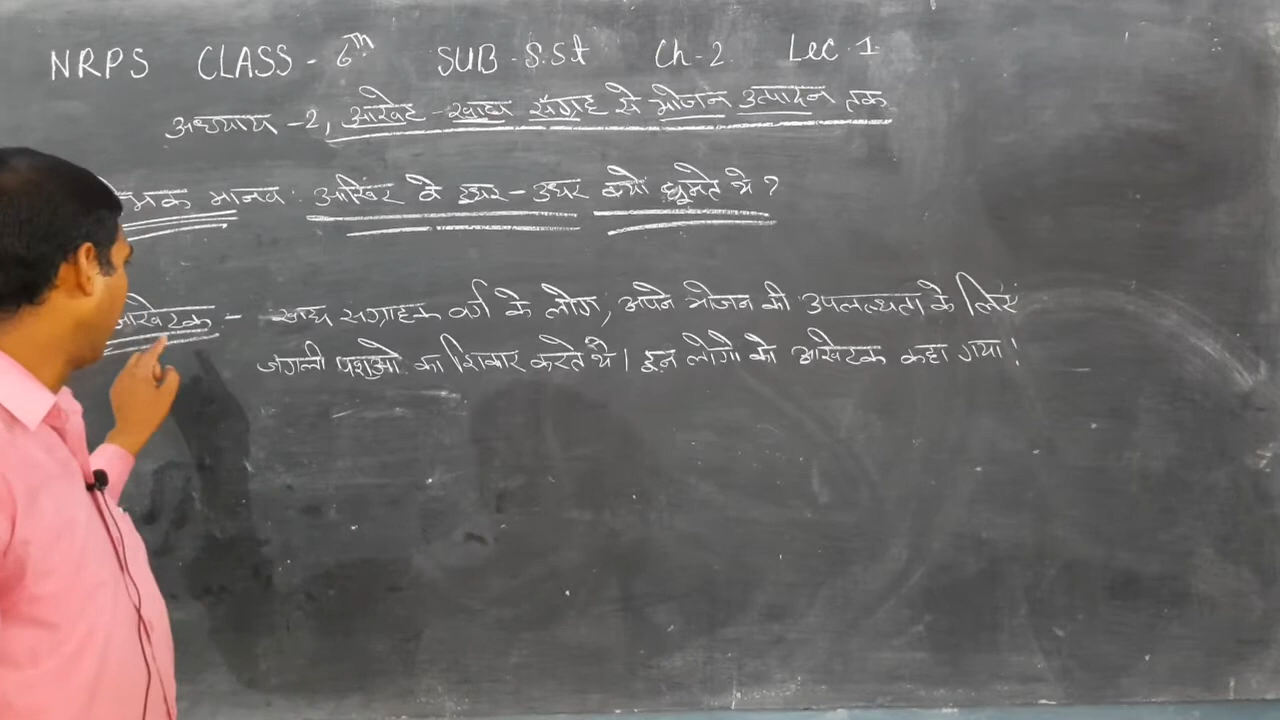 NRPS CLASS - 6th SUB - S.St Ch-2. Lec. 1
अध्याय -2, आखेट -खाद्य संग्रह से भोजन उत्पादन तक
मानव: आखिर वे इधर - उधर क्यों घूमते थे ?
आखेटक - खाद्य संग्राहक वर्ग के लोग, अपने भोजन की उपलब्धता के लिए
जंगली पशुओ का शिकार करते थे। इन लोगो को आखेटक कहा गया !